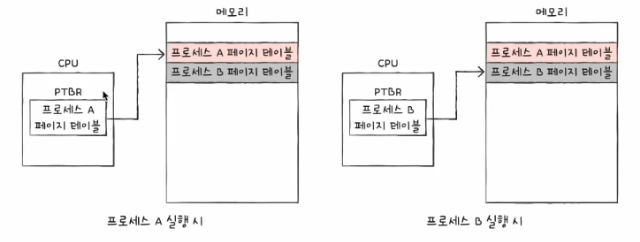 메모리
프로세스 A 페이지 테이블
프로세스 B 페이지 테이블
CPU
PTBR
프로세스 A
페이지 테이블
프로세스 A 실행 시
메모리
프로세스 A 페이지 테이블
프로세스 B 페이지 테이블
CPU
PTBR
프로세스 B
페이지 테이블
프로세스 B 실행 시